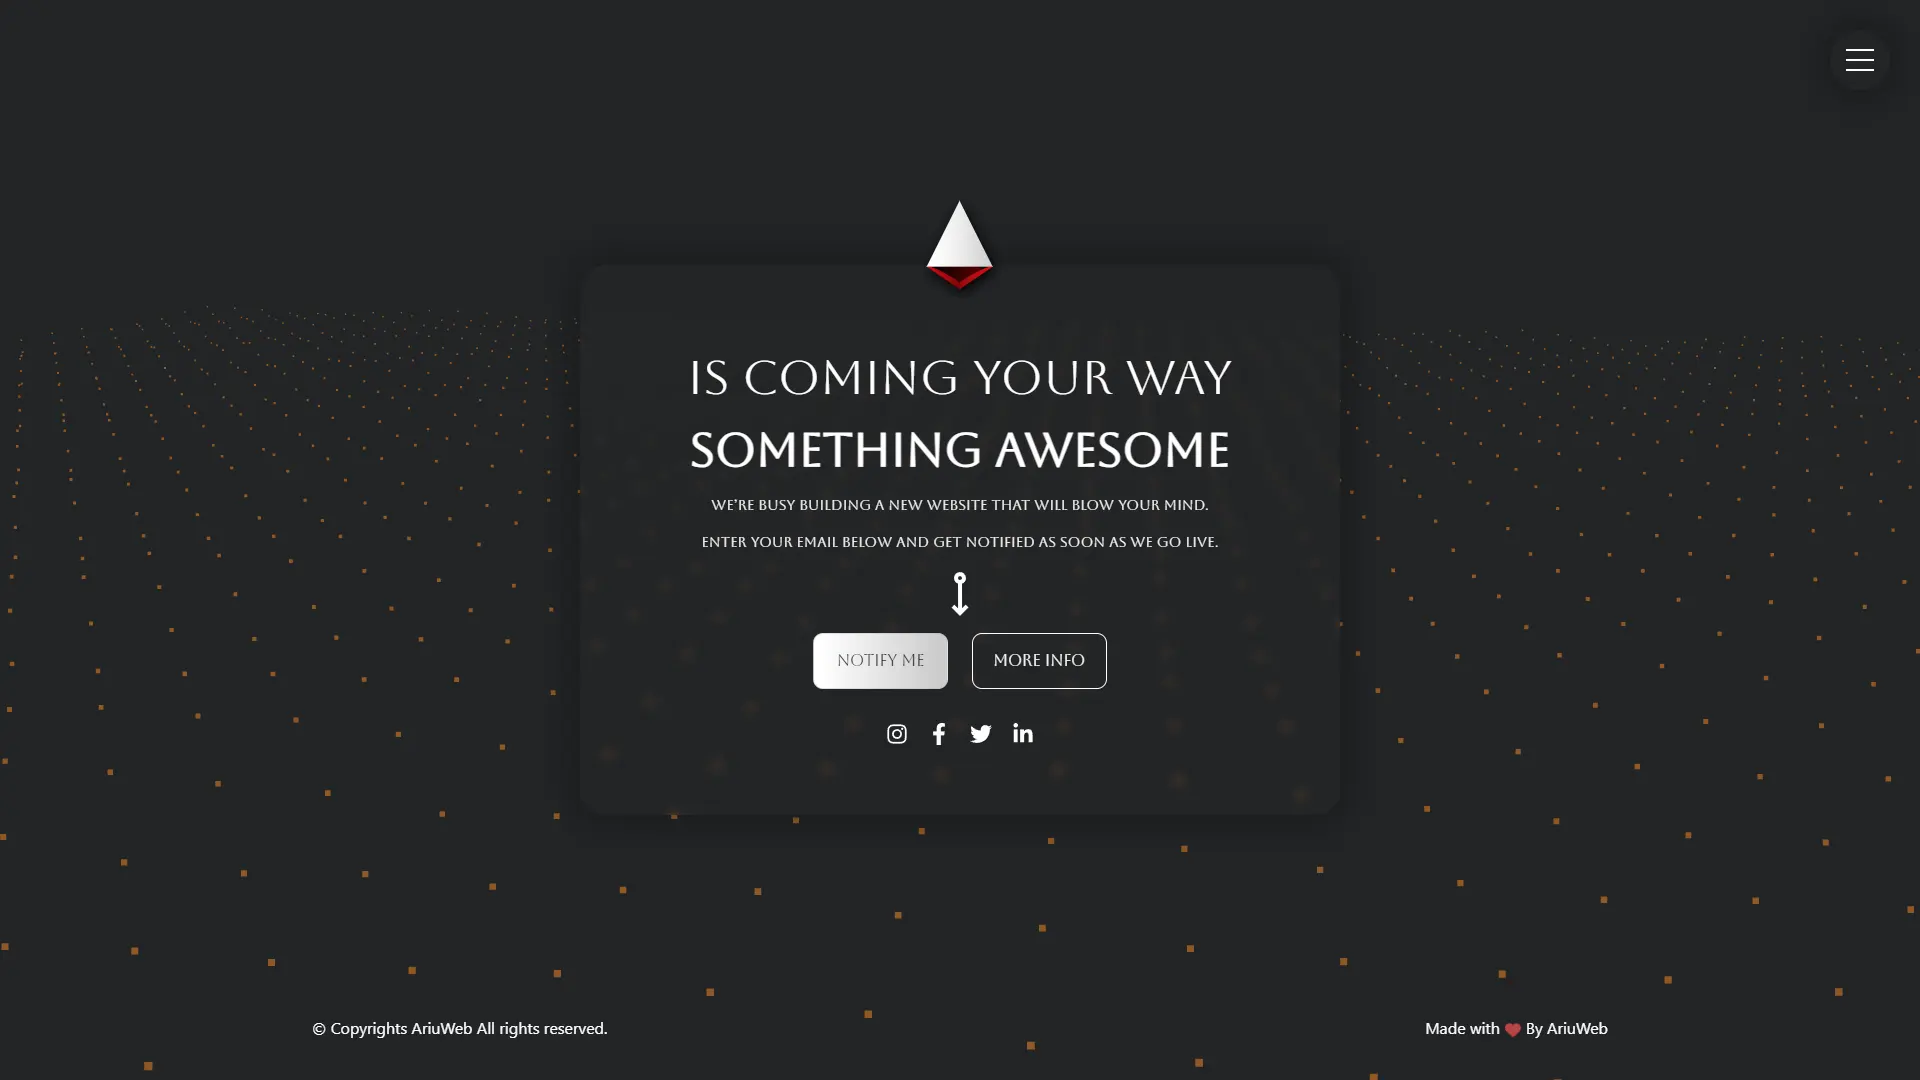 IS COMING YOUR WAY
SOMETHING AWESOME
WE'RE BUSY BUILDING A NEW WEBSITE THAT WILL BLOW YOUR MIND.
ENTER YOUR EMAIL BELOW AND GET NOTIFIED AS SOON AS WE GO LIVE.
NOTIFY ME
MORE INFO
© Copyrights AriuWeb All rights reserved.
Made with ❤ By AriuWeb